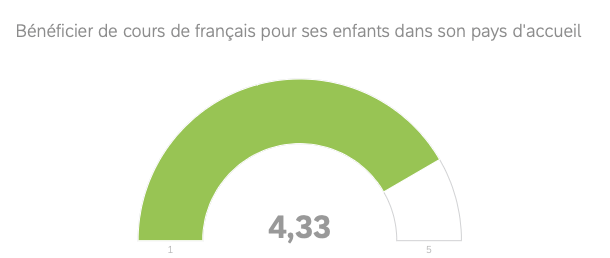 Bénéficier de cours de français pour ses enfants dans son pays d'accueil
4,33
1
5